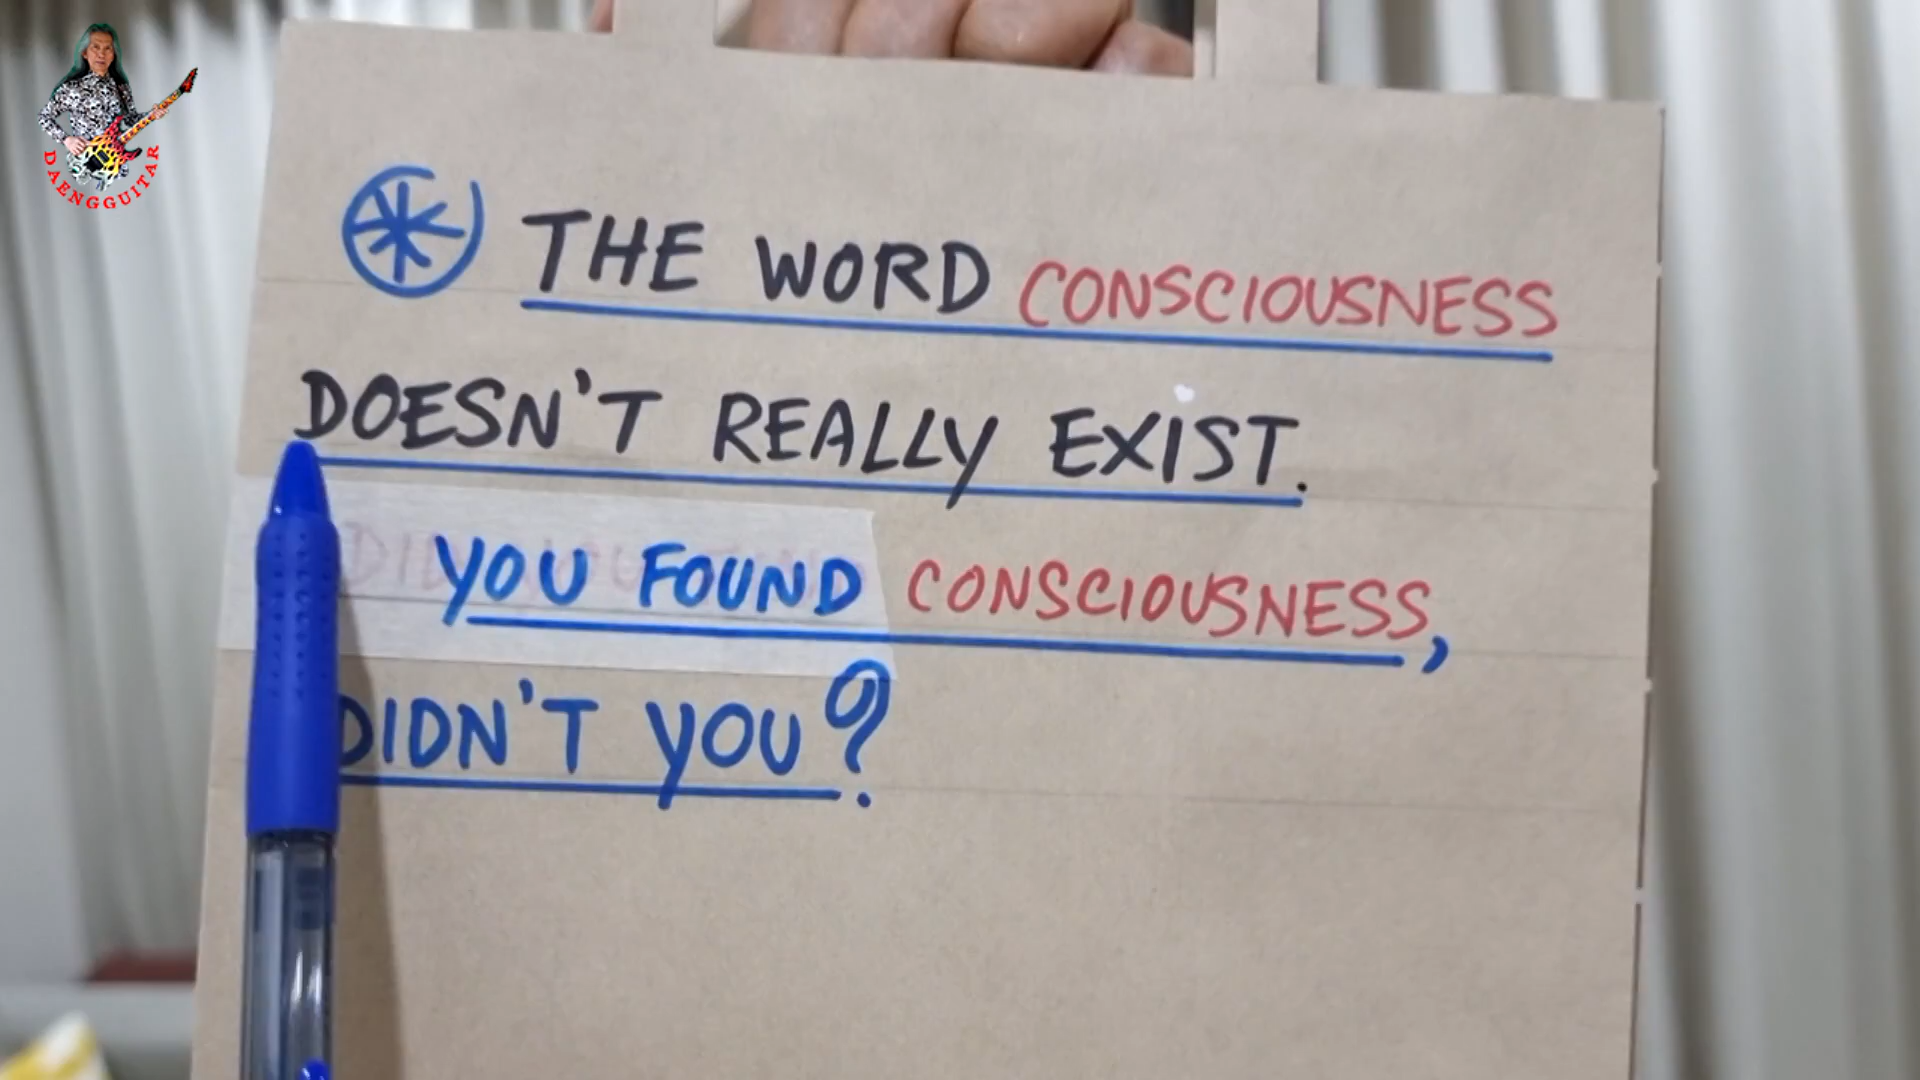 DAENGGUITAR
THE WORD CONSCIOUSNESS
DOESN'T REALLY EXIST.
YOU FOUND CONSCIOUSNESS,
DIDN'T YOU?